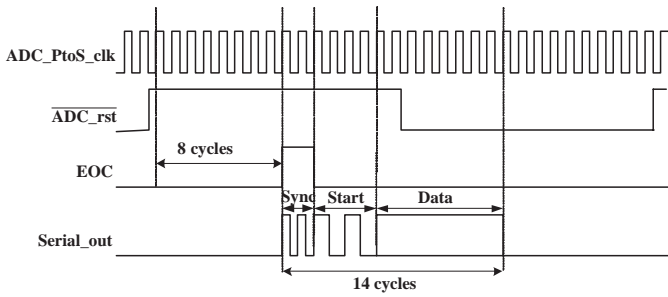 ADC_PtoS_clk
ADC_rst
8 cycles
EOC
Sync Start Data
Serial_out
14 cycles